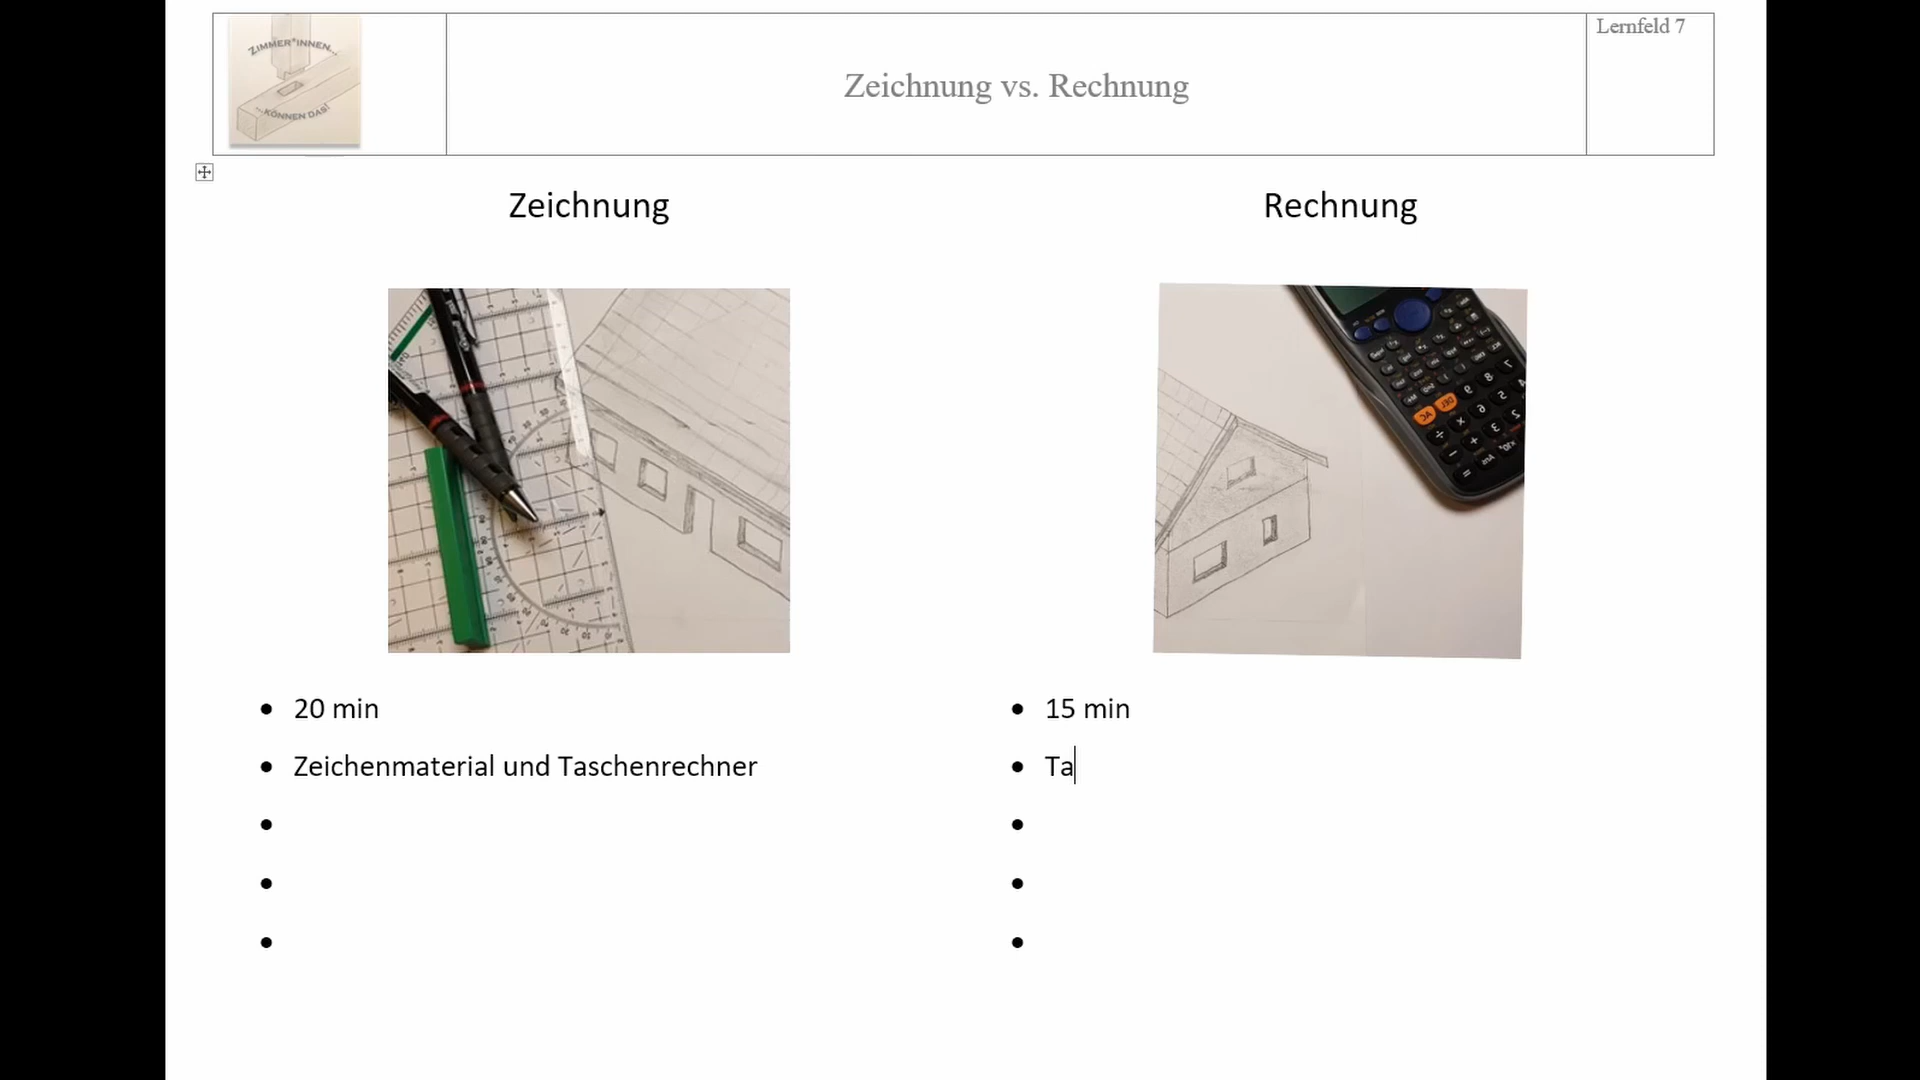 ZIMMER*INNEN...
...KÖNNEN DAS!
Zeichnung vs. Rechnung
Lernfeld 7
Zeichnung
Rechnung
• 20 min
• Zeichenmaterial und Taschenrechner
•
•
•
• 15 min
• Ta
•
•
•